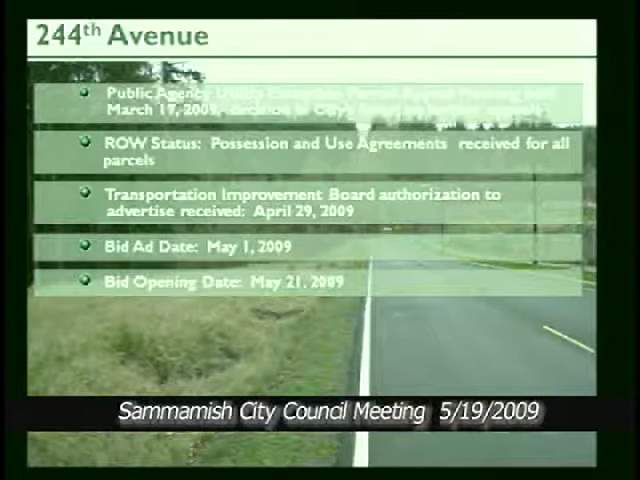 244th Avenue
Public Agency Utility
March 17, 2009,
ROW Status: Possession and Use Agreements received for all
parcels
Transportation Improvement Board authorization to
advertise received: April 29, 2009
Bid Ad Date: May 1, 2009
Bid Opening Date: May 21, 2009
Sammamish City Council Meeting 5/19/2009